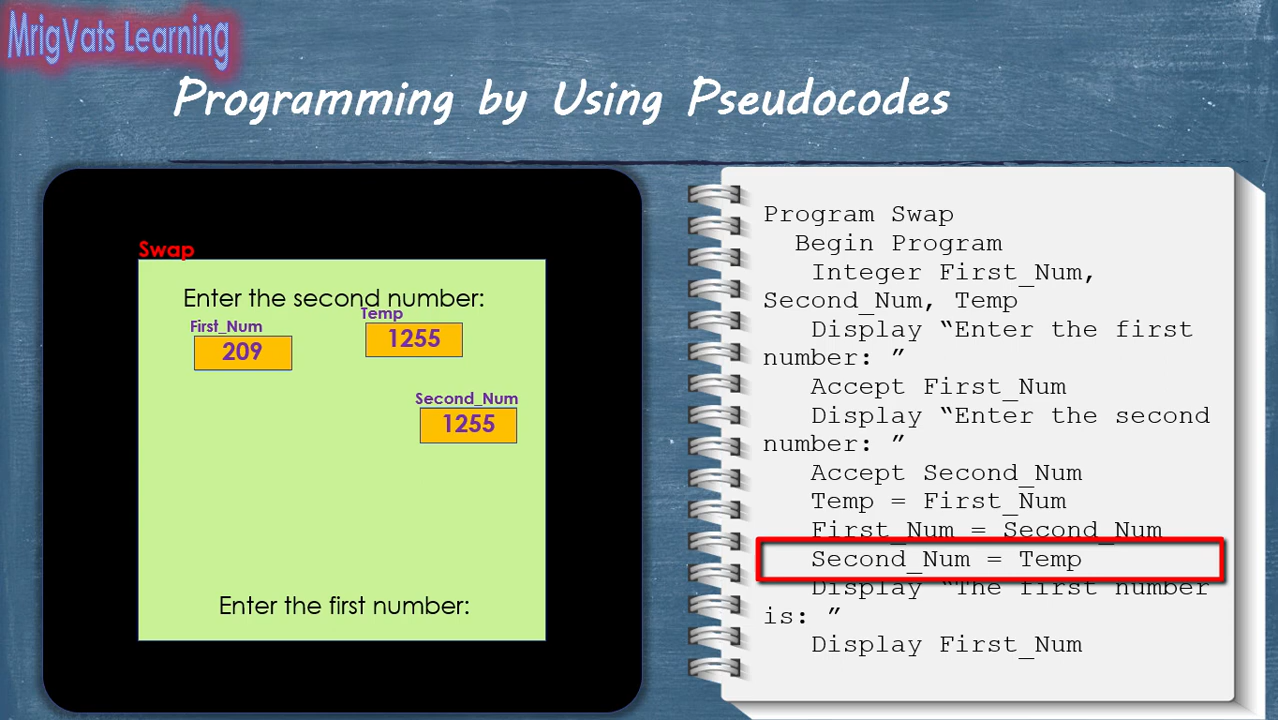 MrigVats Learning
Programming by Using Pseudocodes
Swap
Enter the second number:
Temp
First_Num
1255
209
Second_Num
1255
Enter the first number:
Program Swap
Begin Program
Integer First_Num,
Second_Num, Temp
Display “Enter the first
number: ”
Accept First_Num
Display “Enter the second
number: ”
Accept Second_Num
Temp = First_Num
First_Num = Second_Num
Second_Num = Temp
Display “The first number
is: ”
Display First_Num